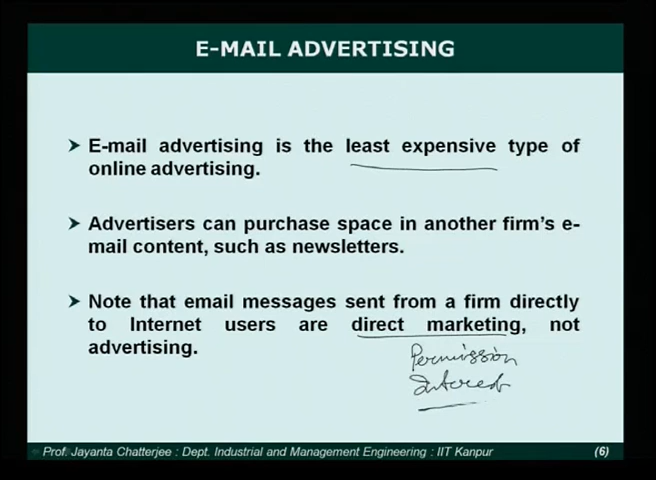 E-MAIL ADVERTISING
➤ E-mail advertising is the least expensive type of
online advertising.
➤ Advertisers can purchase space in another firm's e-
mail content, such as newsletters.
➤ Note that email messages sent from a firm directly
to Internet users are direct marketing, not
advertising.
Permission
Interest
Prof. Jayanta Chatterjee : Dept. Industrial and Management Engineering : IIT Kanpur (6)